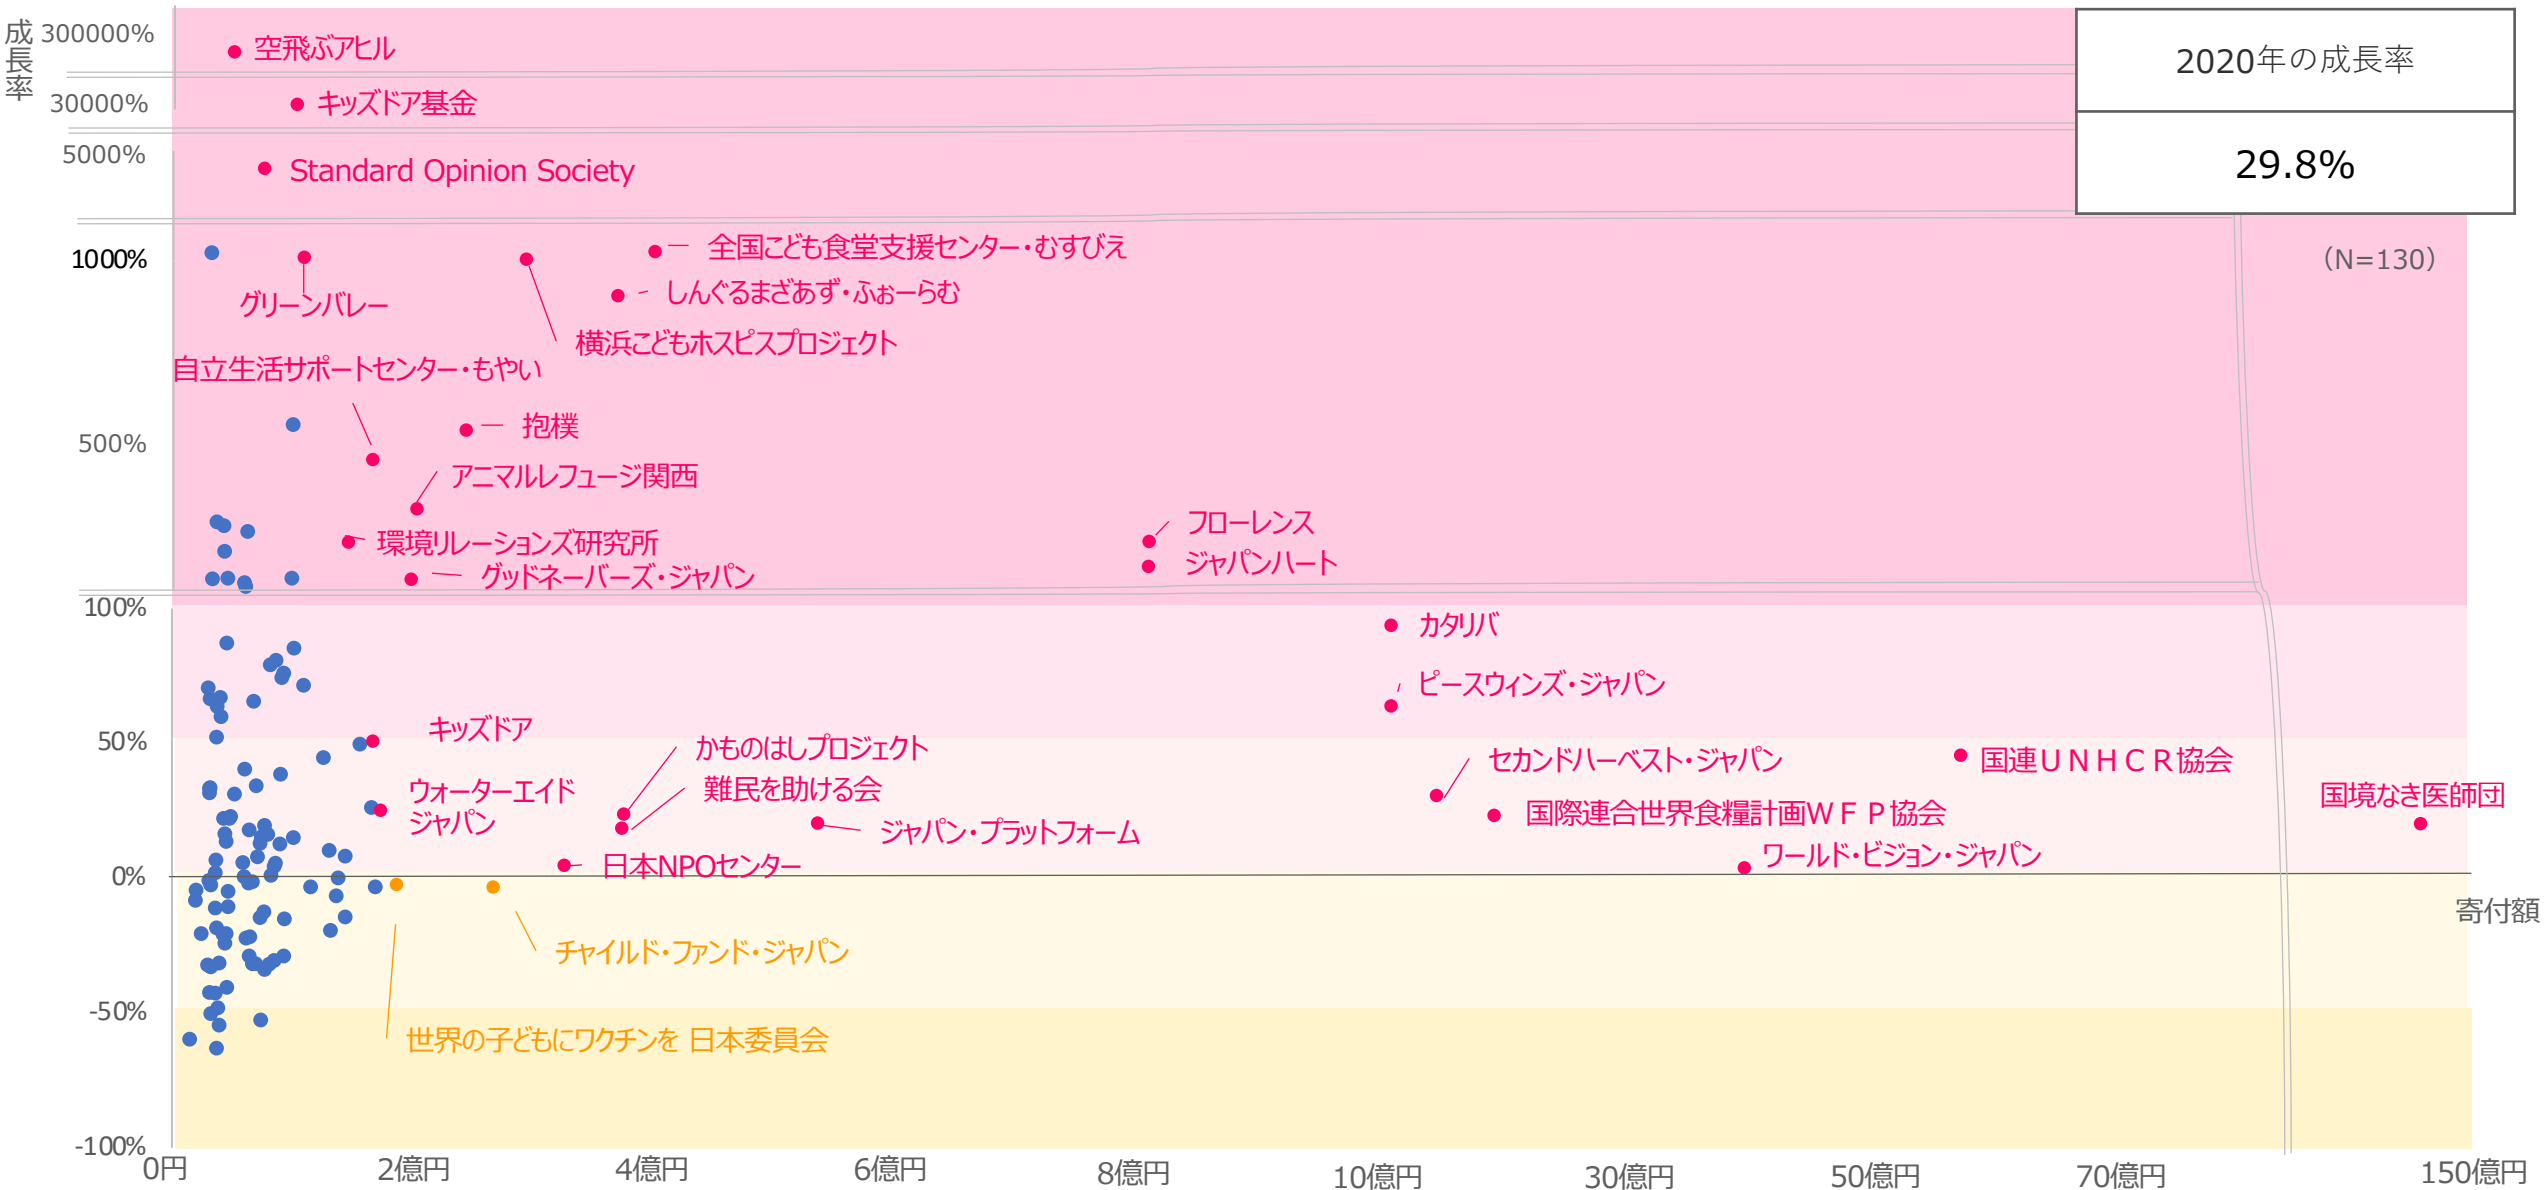 成長率
300000%
空飛ぶアヒル
2020年の成長率
30000%
キッズドア基金
5000%
Standard Opinion Society
29.8%
1000%
全国こども食堂支援センター・むすびえ
（N=130）
グリーンバレー
しんぐるまざあず・ふぉーらむ
横浜こどもホスピスプロジェクト
自立生活サポートセンター・もやい
500%
抱樸
アニマルレフュージ関西
フローレンス
環境リレーションズ研究所
ジャパンハート
グッドネーバーズ・ジャパン
100%
カタリバ
ピースウィンズ・ジャパン
50%
キッズドア
かものはしプロジェクト
セカンドハーベスト・ジャパン
国連ＵＮＨＣＲ協会
ウォーターエイド
ジャパン
難民を助ける会
国境なき医師団
国際連合世界食糧計画ＷＦＰ協会
ジャパン・プラットフォーム
日本NPOセンター
ワールド・ビジョン・ジャパン
0%
寄付額
チャイルド・ファンド・ジャパン
-50%
世界の子どもにワクチンを 日本委員会
-100%
0円
2億円
4億円
6億円
8億円
10億円
30億円
50億円
70億円
150億円